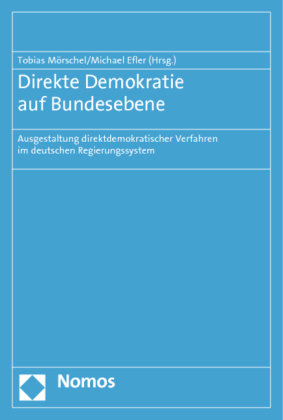 Tobias Mörschel/Michael Efler (Hrsg.)
Direkte Demokratie
auf Bundesebene
Ausgestaltung direktdemokratischer Verfahren
im deutschen Regierungssystem
Nomos